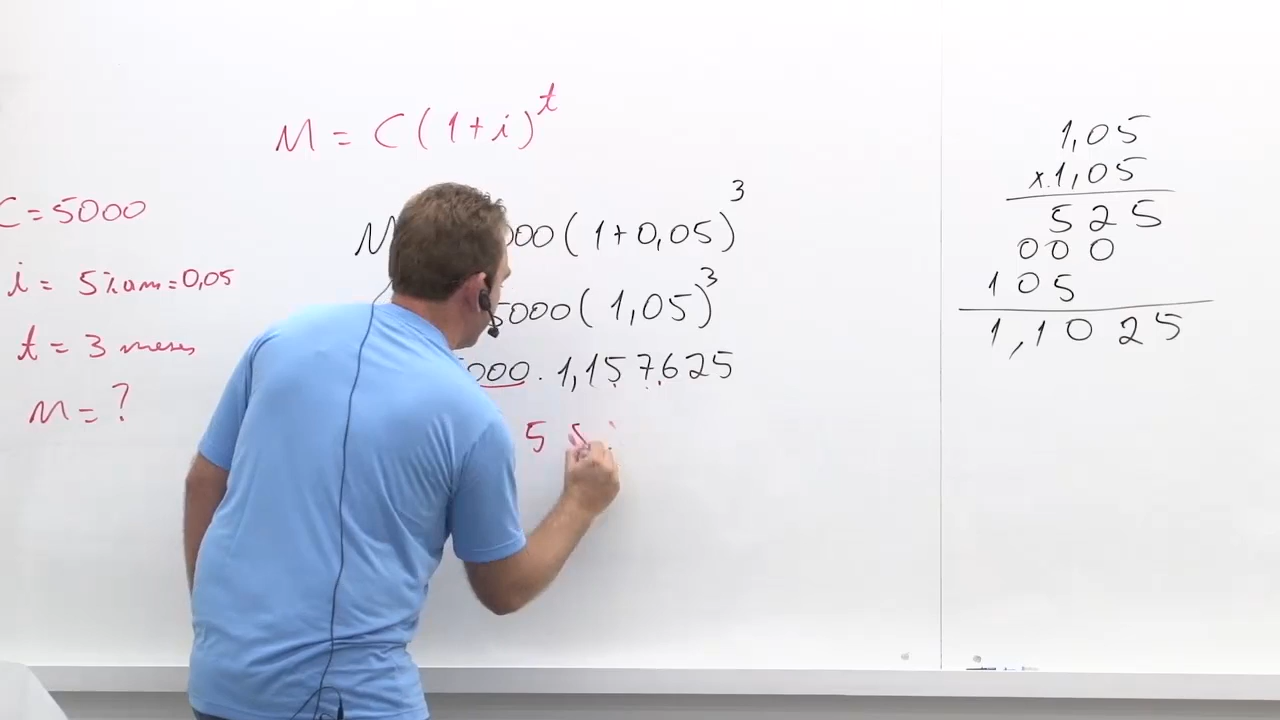 M = C(1+i)^t
C = 5000
i = 5% am = 0,05
t = 3 meses
M = ?
M 000(1+0,05)^3
5000(1,05)^3
000 . 1,157625
5
1,05
x.1,05
525
000
105
1,1025